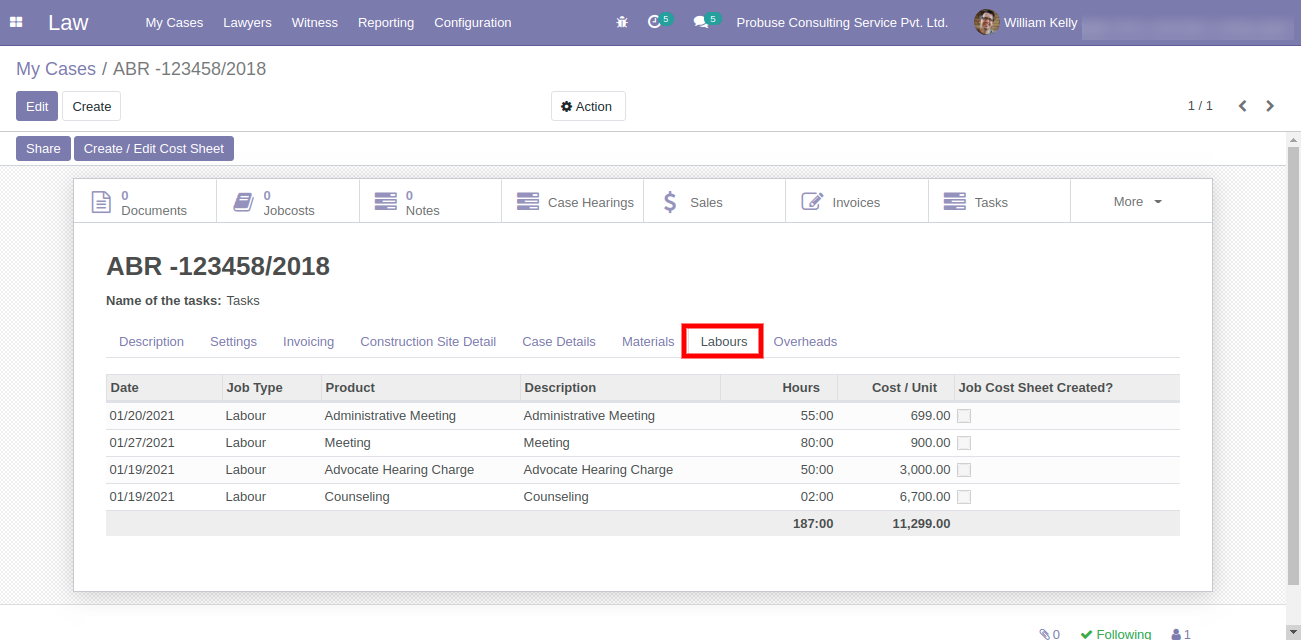 Law My Cases Lawyers Witness Reporting Configuration 5 5 Probuse Consulting Service Pvt. Ltd. William Kelly
My Cases / ABR -123458/2018
Edit Create Action 1 / 1
Share Create / Edit Cost Sheet
0 Documents 0 Jobcosts 0 Notes Case Hearings Sales Invoices Tasks More
ABR -123458/2018
Name of the tasks: Tasks
Description Settings Invoicing Construction Site Detail Case Details Materials Labours Overheads
Date Job Type Product Description Hours Cost / Unit Job Cost Sheet Created?
01/20/2021 Labour Administrative Meeting Administrative Meeting 55:00 699.00
01/27/2021 Labour Meeting Meeting 80:00 900.00
01/19/2021 Labour Advocate Hearing Charge Advocate Hearing Charge 50:00 3,000.00
01/19/2021 Labour Counseling Counseling 02:00 6,700.00
187:00 11,299.00
0 Following 1